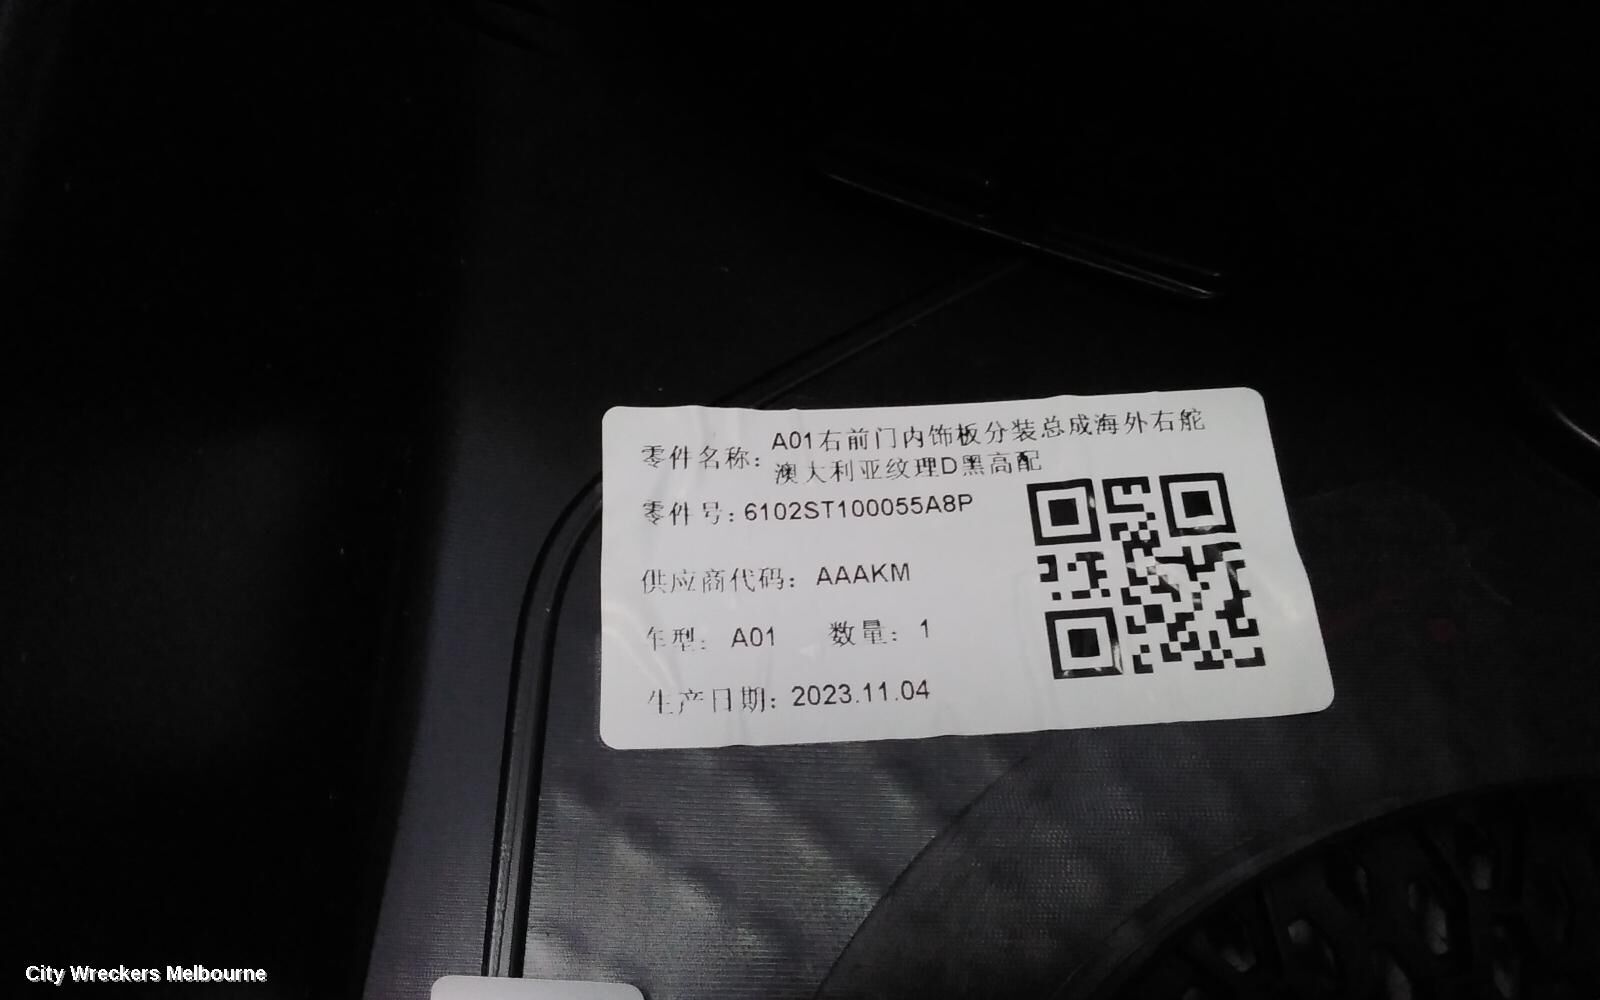 零件名称: A01右前门内饰板分装总成海外右舵
澳大利亚纹理D黑高配
零件号: 6102ST100055A8P
供应商代码: AAAKM
车型: A01 数量: 1
生产日期: 2023.11.04
City Wreckers Melbourne